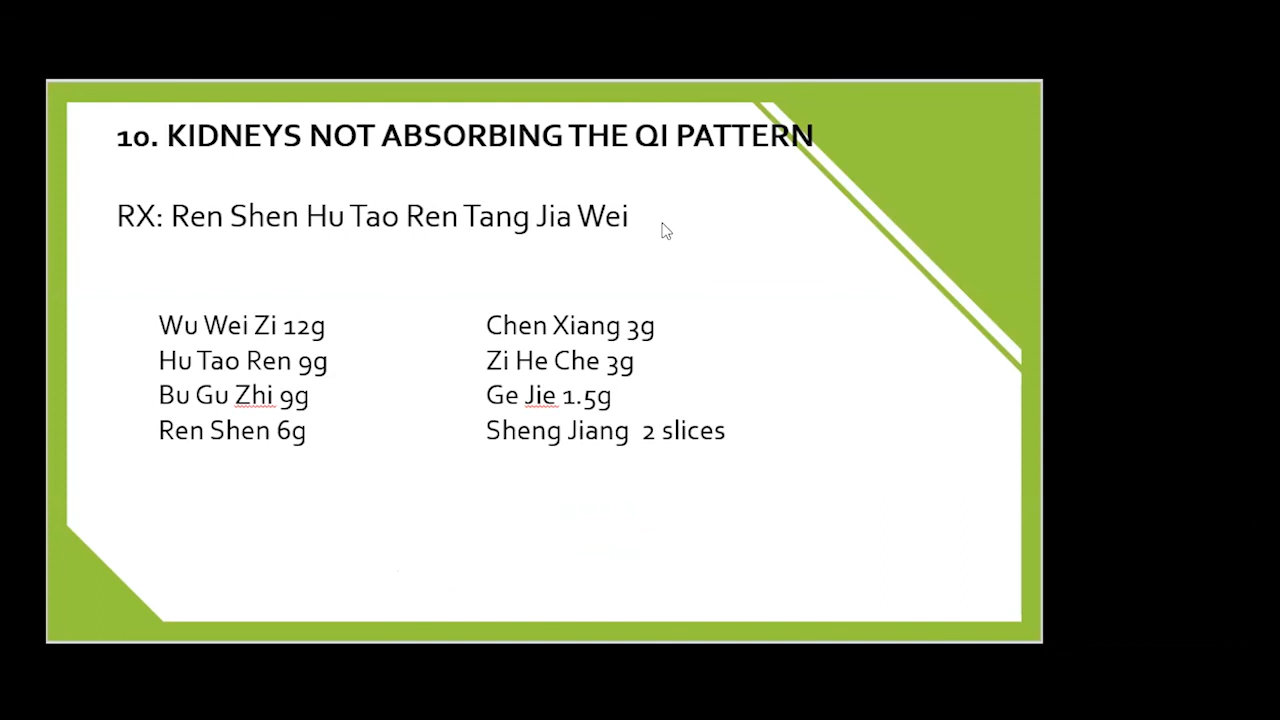 10. KIDNEYS NOT ABSORBING THE QI PATTERN
RX: Ren Shen Hu Tao Ren Tang Jia Wei
Wu Wei Zi 12g
Hu Tao Ren 9g
Bu Gu Zhi 9g
Ren Shen 6g
Chen Xiang 3g
Zi He Che 3g
Ge Jie 1.5g
Sheng Jiang 2 slices